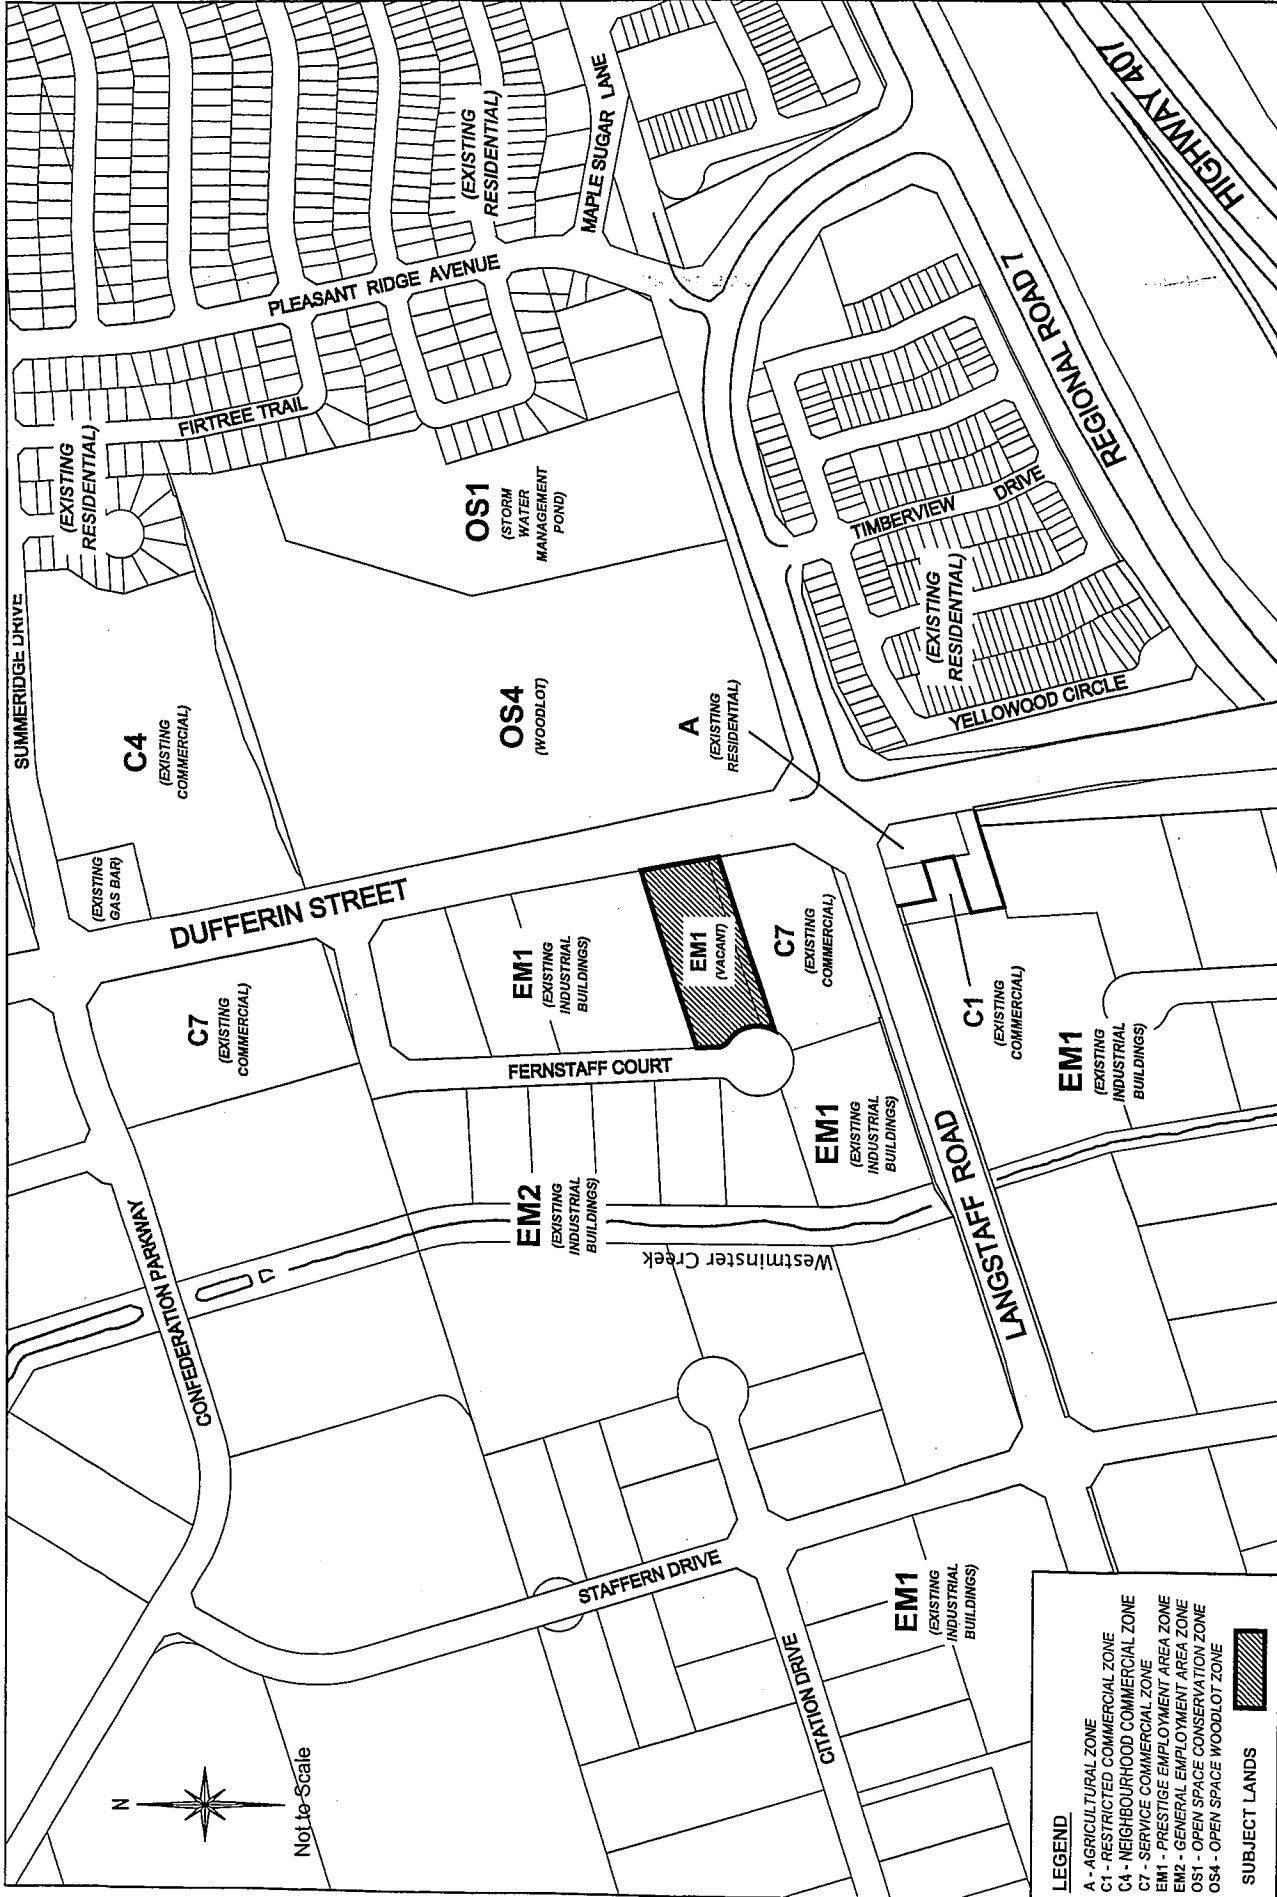 SUMMERIDGE DRIVE
(EXISTING
RESIDENTIAL)
FIRTREE TRAIL
PLEASANT RIDGE AVENUE
(EXISTING
RESIDENTIAL)
MAPLE SUGAR LANE
HIGHWAY 407
REGIONAL ROAD 7
C4
(EXISTING
COMMERCIAL)
(EXISTING
GAS BAR)
OS1
(STORM
WATER
MANAGEMENT
POND)
OS4
(WOODLOT)
A
(EXISTING
RESIDENTIAL)
TIMBERVIEW DRIVE
(EXISTING
RESIDENTIAL)
YELLOWOOD CIRCLE
DUFFERIN STREET
C7
(EXISTING
COMMERCIAL)
EM1
(EXISTING
INDUSTRIAL
BUILDINGS)
EM1
(VACANT)
C7
(EXISTING
COMMERCIAL)
C1
(EXISTING
COMMERCIAL)
EM1
(EXISTING
INDUSTRIAL
BUILDINGS)
FERNSTAFF COURT
EM1
(EXISTING
INDUSTRIAL
BUILDINGS)
EM2
(EXISTING
INDUSTRIAL
BUILDINGS)
Westminster Creek
LANGSTAFF ROAD
CONFEDERATION PARKWAY
STAFFERN DRIVE
CITATION DRIVE
EM1
(EXISTING
INDUSTRIAL
BUILDINGS)
N
Not to Scale
LEGEND
A - AGRICULTURAL ZONE
C1 - RESTRICTED COMMERCIAL ZONE
C4 - NEIGHBOURHOOD COMMERCIAL ZONE
C7 - SERVICE COMMERCIAL ZONE
EM1 - PRESTIGE EMPLOYMENT AREA ZONE
EM2 - GENERAL EMPLOYMENT AREA ZONE
OS1 - OPEN SPACE CONSERVATION ZONE
OS4 - OPEN SPACE WOODLOT ZONE
SUBJECT LANDS